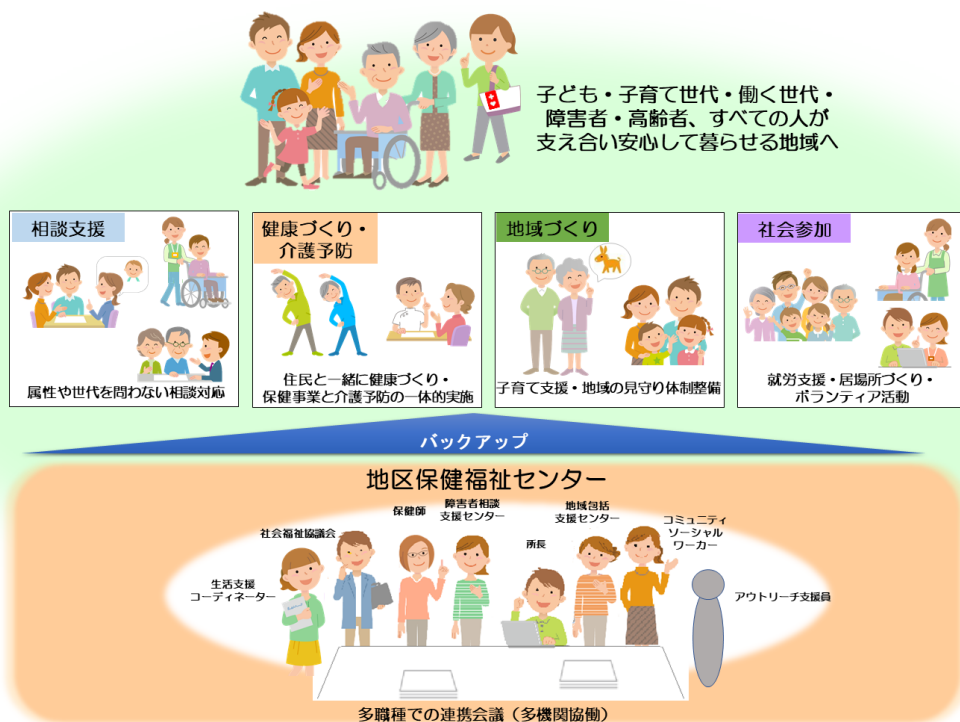 子ども・子育て世代・働く世代・
障害者・高齢者、すべての人が
支え合い安心して暮らせる地域へ
相談支援
属性や世代を問わない相談対応
健康づくり・
介護予防
住民と一緒に健康づくり・
保健事業と介護予防の一体的実施
地域づくり
子育て支援・地域の見守り体制整備
社会参加
就労支援・居場所づくり・
ボランティア活動
バックアップ
地区保健福祉センター
生活支援
コーディネーター
社会福祉協議会
保健師
障害者相談
支援センター
所長
地域包括
支援センター
コミュニティ
ソーシャル
ワーカー
アウトリーチ支援員
多職種での連携会議（多機関協働）